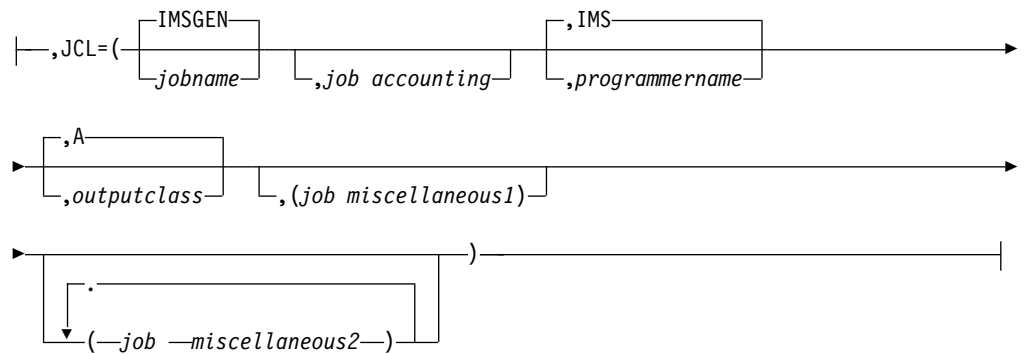 IMSGEN ,IMS
,JCL=(
jobname ,job accounting ,programmername
,A
,outputclass ,(job miscellaneous1)
)
.
(job miscellaneous2)